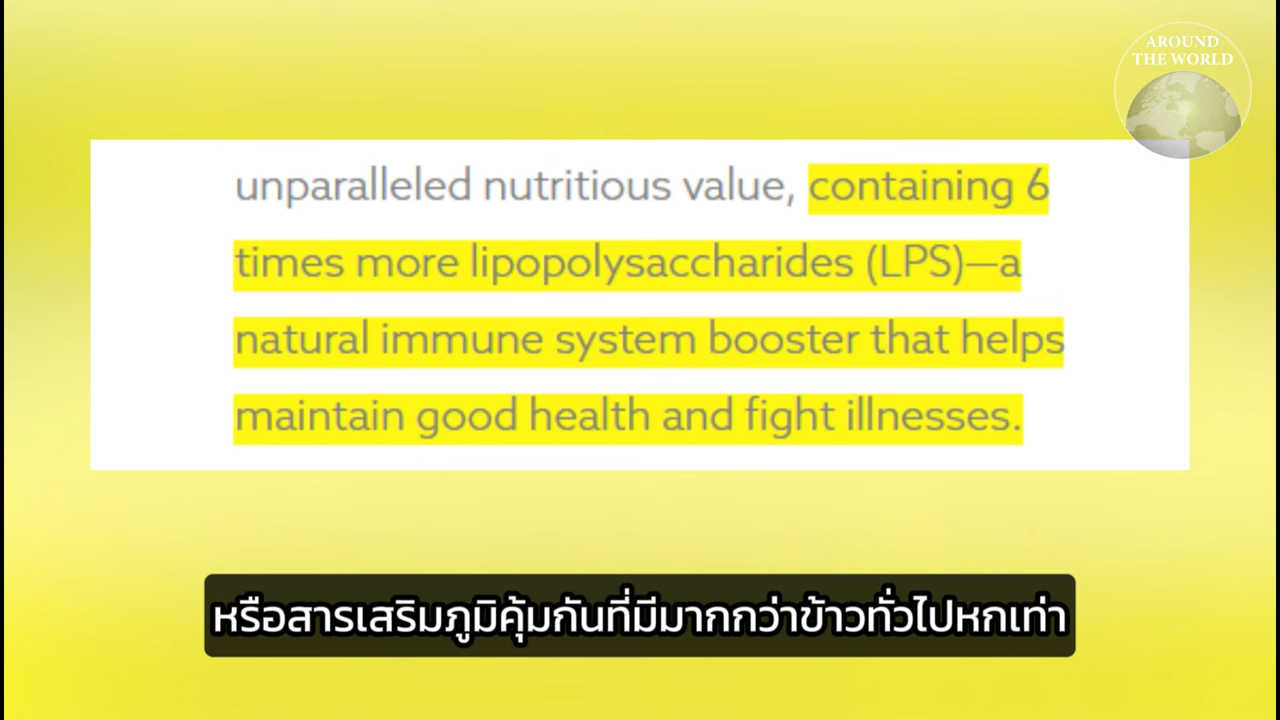 AROUND
THE WORLD
unparalleled nutritious value, containing 6
times more lipopolysaccharides (LPS)—a
natural immune system booster that helps
maintain good health and fight illnesses.
หรือสารเสริมภูมิคุ้มกันที่มีมากกว่าข้าวทั่วไปหกเท่า